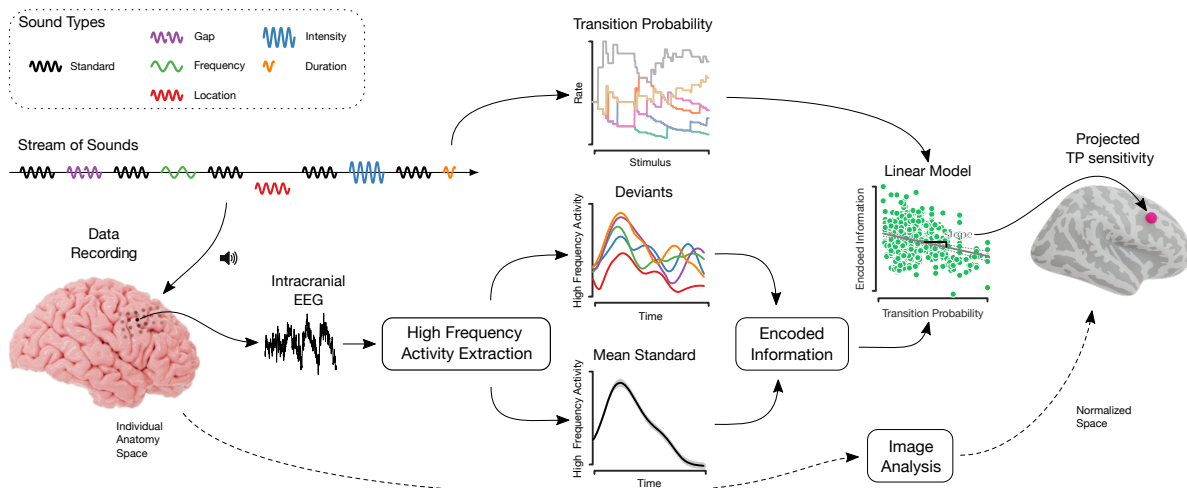 Sound Types
Standard
Gap
Frequency
Location
Intensity
Duration
Stream of Sounds
Data
Recording
Individual
Anatomy
Space
Intracranial
EEG
High Frequency
Activity Extraction
Transition Probability
Rate
Stimulus
Deviants
High Frequency Activity
Time
Mean Standard
High Frequency Activity
Time
Encoded
Information
Linear Model
Encdoed Information
Slope
Transition Probability
Image
Analysis
Projected
TP sensitivity
Normalized
Space